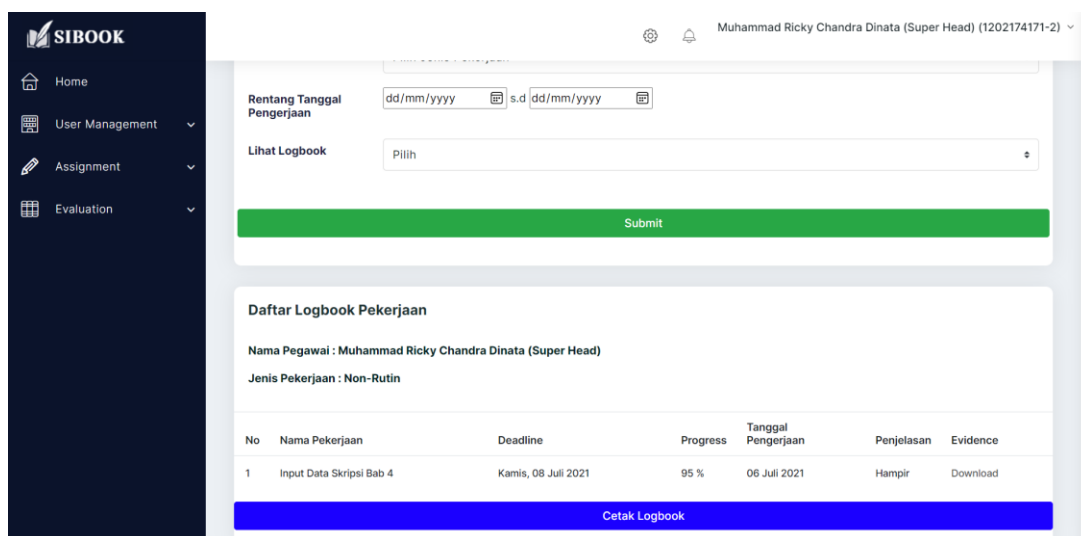 SIBOOK
Muhammad Ricky Chandra Dinata (Super Head) (1202174171-2)
Home
User Management
Assignment
Evaluation
Rentang Tanggal
Pengerjaan
dd/mm/yyyy s.d dd/mm/yyyy
Lihat Logbook
Pilih
Submit
Daftar Logbook Pekerjaan
Nama Pegawai : Muhammad Ricky Chandra Dinata (Super Head)
Jenis Pekerjaan : Non-Rutin
No Nama Pekerjaan Deadline Progress Tanggal Pengerjaan Penjelasan Evidence
1 Input Data Skripsi Bab 4 Kamis, 08 Juli 2021 95 % 06 Juli 2021 Hampir Download
Cetak Logbook